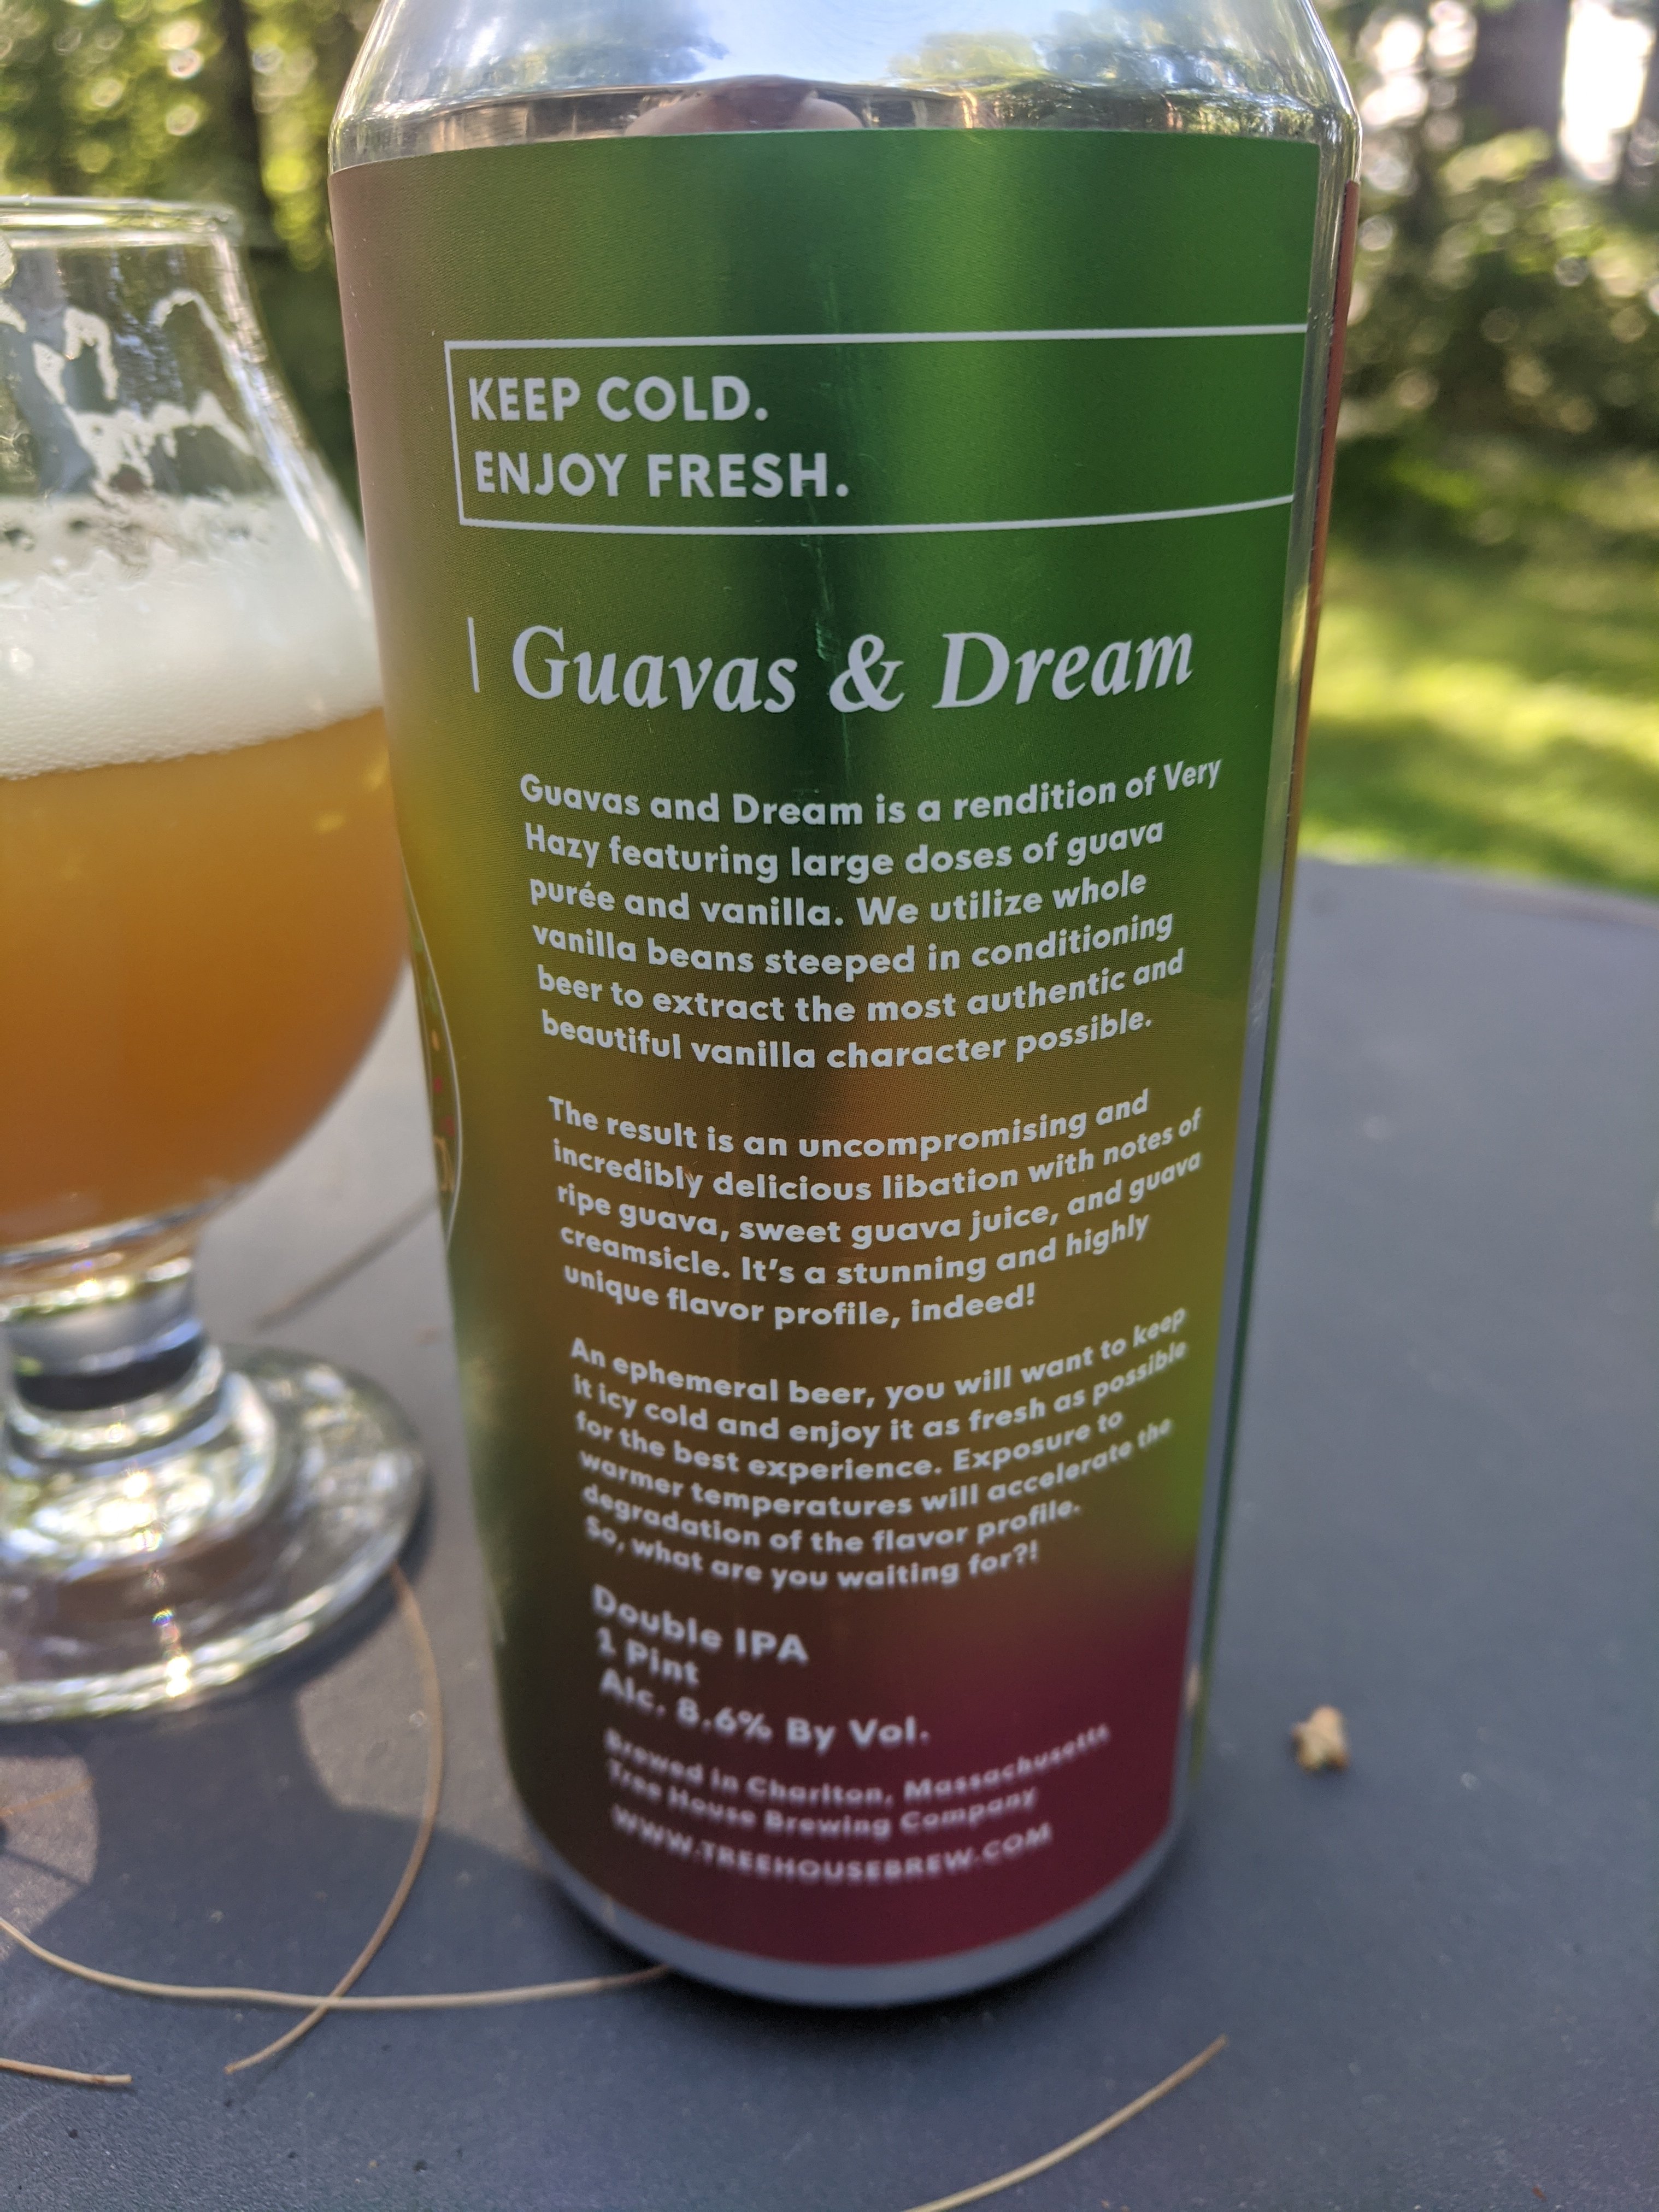 KEEP COLD.
ENJOY FRESH.
Guavas & Dream
Guavas and Dream is a rendition of Very
Hazy featuring large doses of guava
purée and vanilla. We utilize whole
vanilla beans steeped in conditioning
beer to extract the most authentic and
beautiful vanilla character possible.
The result is an uncompromising and
incredibly delicious libation with notes of
ripe guava, sweet guava juice, and guava
creamsicle. It's a stunning and highly
unique flavor profile, indeed!
An ephemeral beer, you will want to keep
it icy cold and enjoy it as fresh as possible
for the best experience. Exposure to
warmer temperatures will accelerate the
degradation of the flavor profile.
So, what are you waiting for?!
Double IPA
1 Pint
Alc. 8.6% By Vol.
Brewed in Charlton, Massachusetts
Tree House Brewing Company
WWW.TREEHOUSEBREW.COM